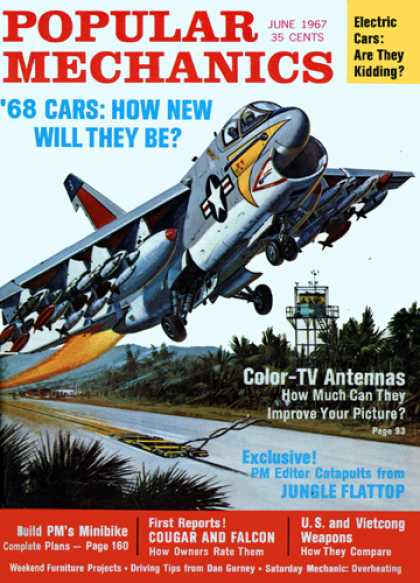 POPULAR
MECHANICS
JUNE 1967
35 CENTS
Electric
Cars:
Are They
Kidding?
'68 CARS: HOW NEW
WILL THEY BE?
Color-TV Antennas
How Much Can They
Improve Your Picture?
Page 93
Exclusive!
PM Editor Catapults from
JUNGLE FLATTOP
Build PM's Minibike
Complete Plans — Page 160
First Reports!
COUGAR AND FALCON
How Owners Rate Them
U.S. and Vietcong
Weapons
How They Compare
Weekend Furniture Projects • Driving Tips from Dan Gurney • Saturday Mechanic: Overheating